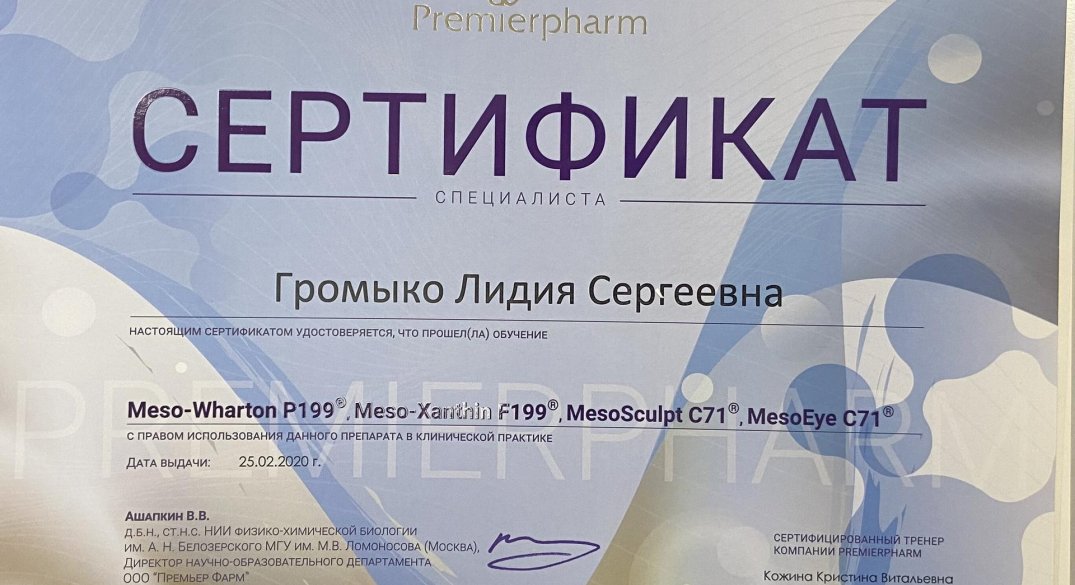 Premierpharm
СЕРТИФИКАТ
СПЕЦИАЛИСТА
Громыко Лидия Сергеевна
НАСТОЯЩИМ СЕРТИФИКАТОМ УДОСТОВЕРЯЕТСЯ, ЧТО ПРОШЕЛ(ЛА) ОБУЧЕНИЕ
PREMIERPHARM
Meso-Wharton P199®, Meso-Xanthin F199®, MesoSculpt C71®, MesoEye C71®
С ПРАВОМ ИСПОЛЬЗОВАНИЯ ДАННОГО ПРЕПАРАТА В КЛИНИЧЕСКОЙ ПРАКТИКЕ
ДАТА ВЫДАЧИ: 25.02.2020 г.
АШАПКИН В.В.
Д.Б.Н., СТ.Н.С. НИИ ФИЗИКО-ХИМИЧЕСКОЙ БИОЛОГИИ
ИМ. А. Н. БЕЛОЗЕРСКОГО МГУ ИМ. М.В. ЛОМОНОСОВА (МОСКВА),
ДИРЕКТОР НАУЧНО-ОБРАЗОВАТЕЛЬНОГО ДЕПАРТАМЕНТА
ООО "ПРЕМЬЕР ФАРМ"
СЕРТИФИЦИРОВАННЫЙ ТРЕНЕР
КОМПАНИИ PREMIERPHARM
Кожина Кристина Витальевна